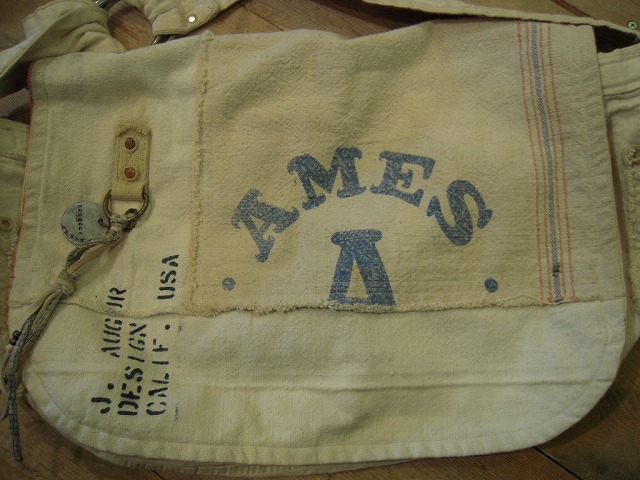 AMES
A
J. AUGUR
DESIGN
CALIF. USA